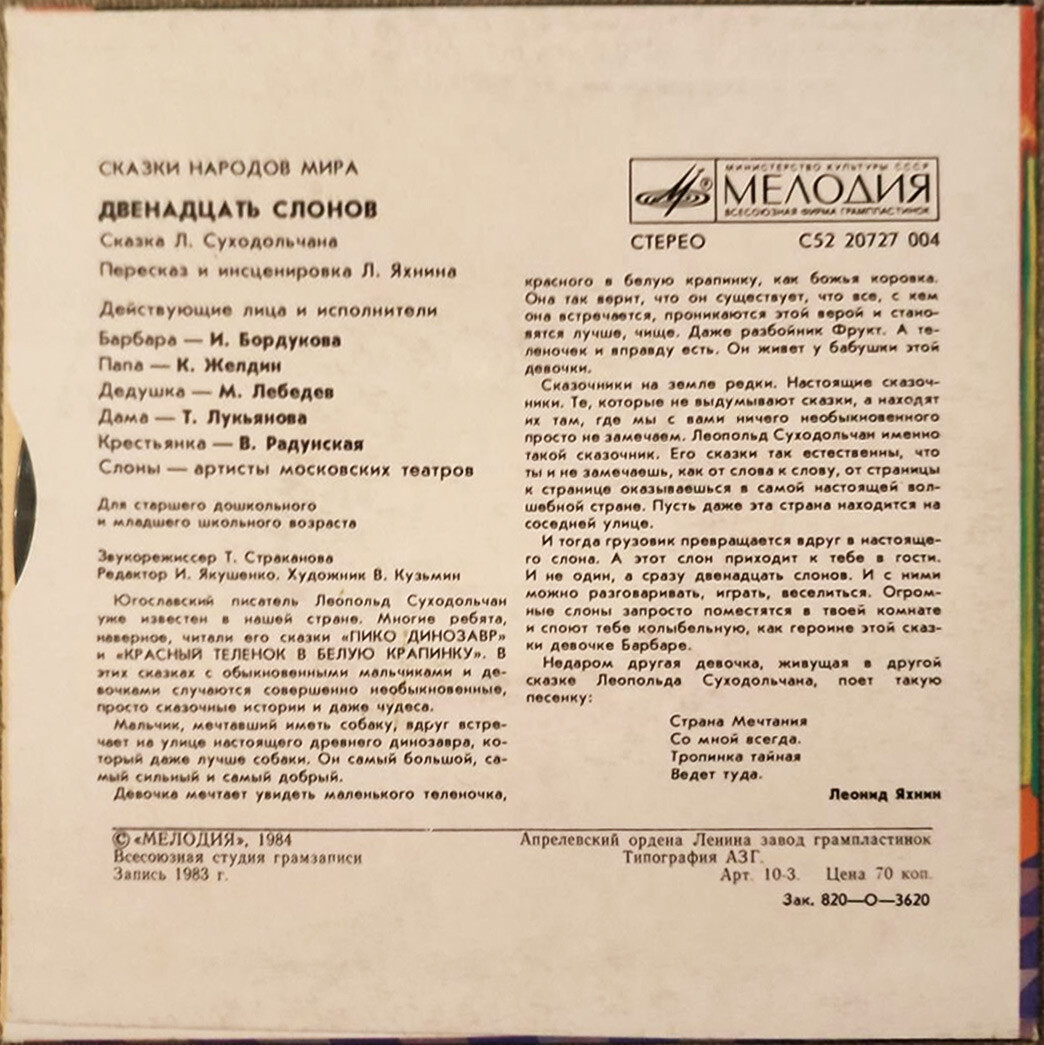 СКАЗКИ НАРОДОВ МИРА
ДВЕНАДЦАТЬ СЛОНОВ
Сказка Л. Суходольчана
Пересказ и инсценировка Л. Яхнина
Действующие лица и исполнители
Барбара — И. Бордукова
Папа — К. Желдин
Дедушка — М. Лебедев
Дама — Т. Лукьянова
Крестьянка — В. Радунская
Слоны — артисты московских театров
Для старшего дошкольного
и младшего школьного возраста
Звукорежиссер Т. Страканова
Редактор И. Якушенко. Художник В. Кузьмин
Югославский писатель Леопольд Суходольчан
уже известен в нашей стране. Многие ребята,
наверное, читали его сказки «ПИКО ДИНОЗАВР»
и «КРАСНЫЙ ТЕЛЕНОК В БЕЛУЮ КРАПИНКУ». В
этих сказках с обыкновенными мальчиками и де-
вочками случаются совершенно необыкновенные,
просто сказочные истории и даже чудеса.
Мальчик, мечтавший иметь собаку, вдруг встре-
чает на улице настоящего древнего динозавра, ко-
торый даже лучше собаки. Он самый большой, са-
мый сильный и самый добрый.
Девочка мечтает увидеть маленького теленочка,
МИНИСТЕРСТВО КУЛЬТУРЫ СССР
МЕЛОДИЯ
ВСЕСОЮЗНАЯ ФИРМА ГРАМПЛАСТИНОК
СТЕРЕО С52 20727 004
красного в белую крапинку, как божья коровка.
Она так верит, что он существует, что все, с кем
она встречается, проникаются этой верой и стано-
вятся лучше, чище. Даже разбойник Фрукт. А те-
леночек и вправду есть. Он живет у бабушки этой
девочки.
Сказочники на земле редки. Настоящие сказоч-
ники. Те, которые не выдумывают сказки, а находят
их там, где мы с вами ничего необыкновенного
просто не замечаем. Леопольд Суходольчан именно
такой сказочник. Его сказки так естественны, что
ты и не замечаешь, как от слова к слову, от страницы
к странице оказываешься в самой настоящей вол-
шебной стране. Пусть даже эта страна находится на
соседней улице.
И тогда грузовик превращается вдруг в настояще-
го слона. А этот слон приходит к тебе в гости.
И не один, а сразу двенадцать слонов. И с ними
можно разговаривать, играть, веселиться. Огром-
ные слоны запросто поместятся в твоей комнате
и споют тебе колыбельную, как героине этой сказ-
ки девочке Барбаре.
Недаром другая девочка, живущая в другой
сказке Леопольда Суходольчана, поет такую
песенку:
Страна Мечтания
Со мной всегда.
Тропинка тайная
Ведет туда.
Леонид Яхнин
© «МЕЛОДИЯ», 1984
Всесоюзная студия грамзаписи
Запись 1983 г.
Апрелевский ордена Ленина завод грампластинок
Типография АЗГ.
Арт. 10-3. Цена 70 коп.
Зак. 820—О—3620